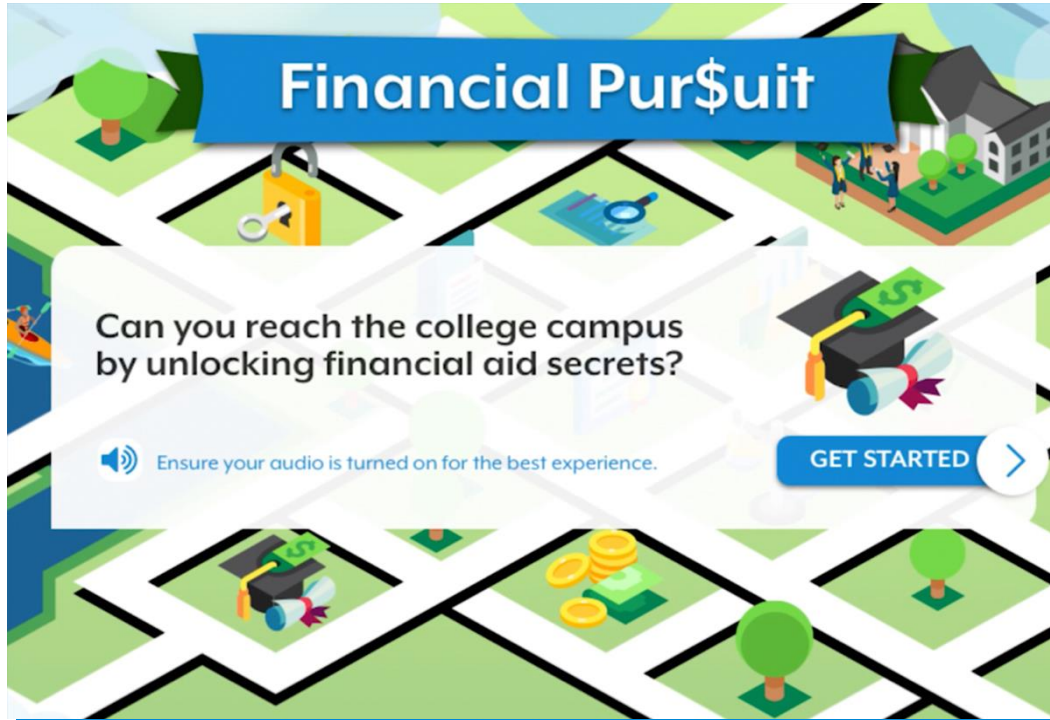 Financial Pur$uit
Can you reach the college campus
by unlocking financial aid secrets?
Ensure your audio is turned on for the best experience.
GET STARTED